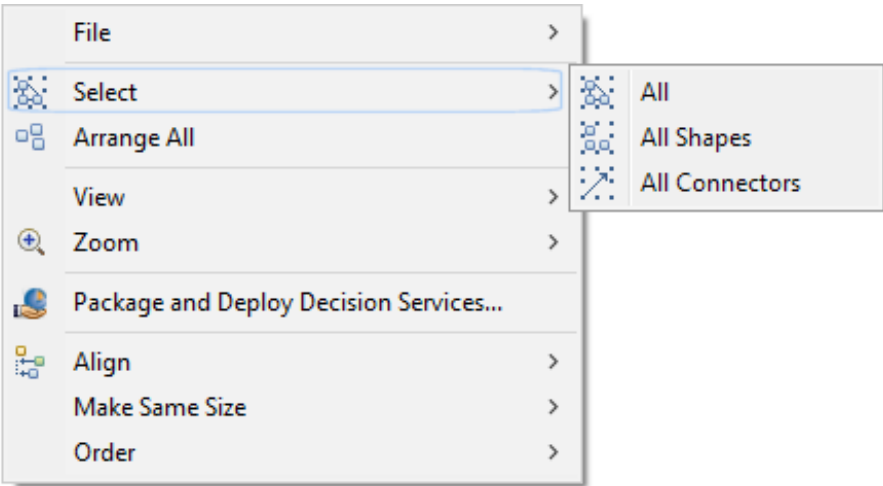 File
Select
All
Arrange All
All Shapes
All Connectors
View
Zoom
Package and Deploy Decision Services...
Align
Make Same Size
Order